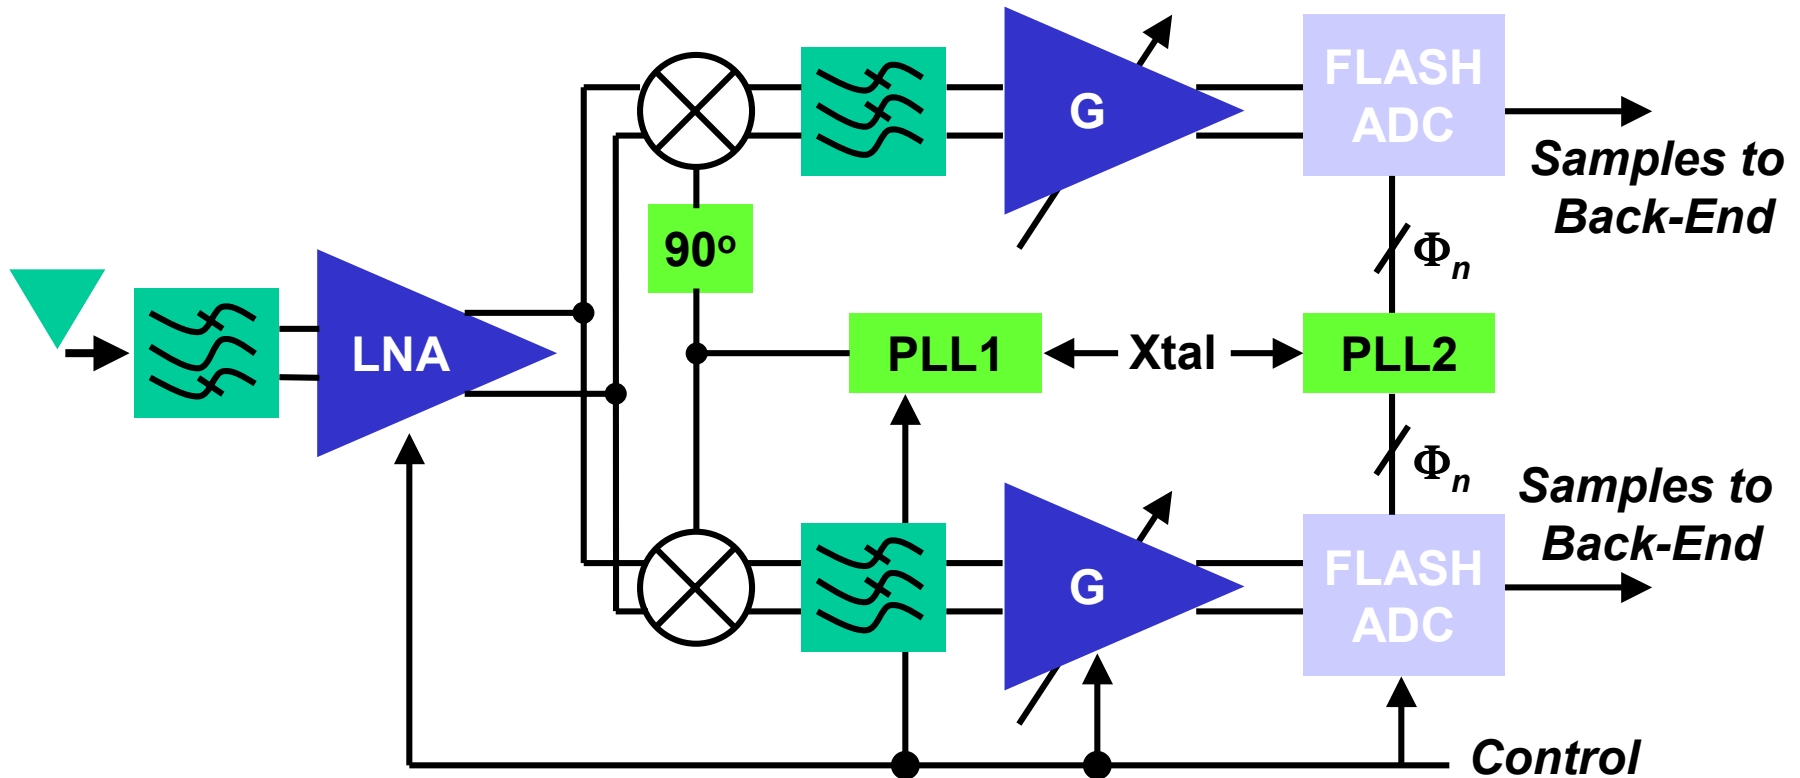 FLASH
ADC
G
Samples to
Back-End
90o
Φn
LNA
PLL1
Xtal
PLL2
Φn
Samples to
Back-End
G
FLASH
ADC
Control